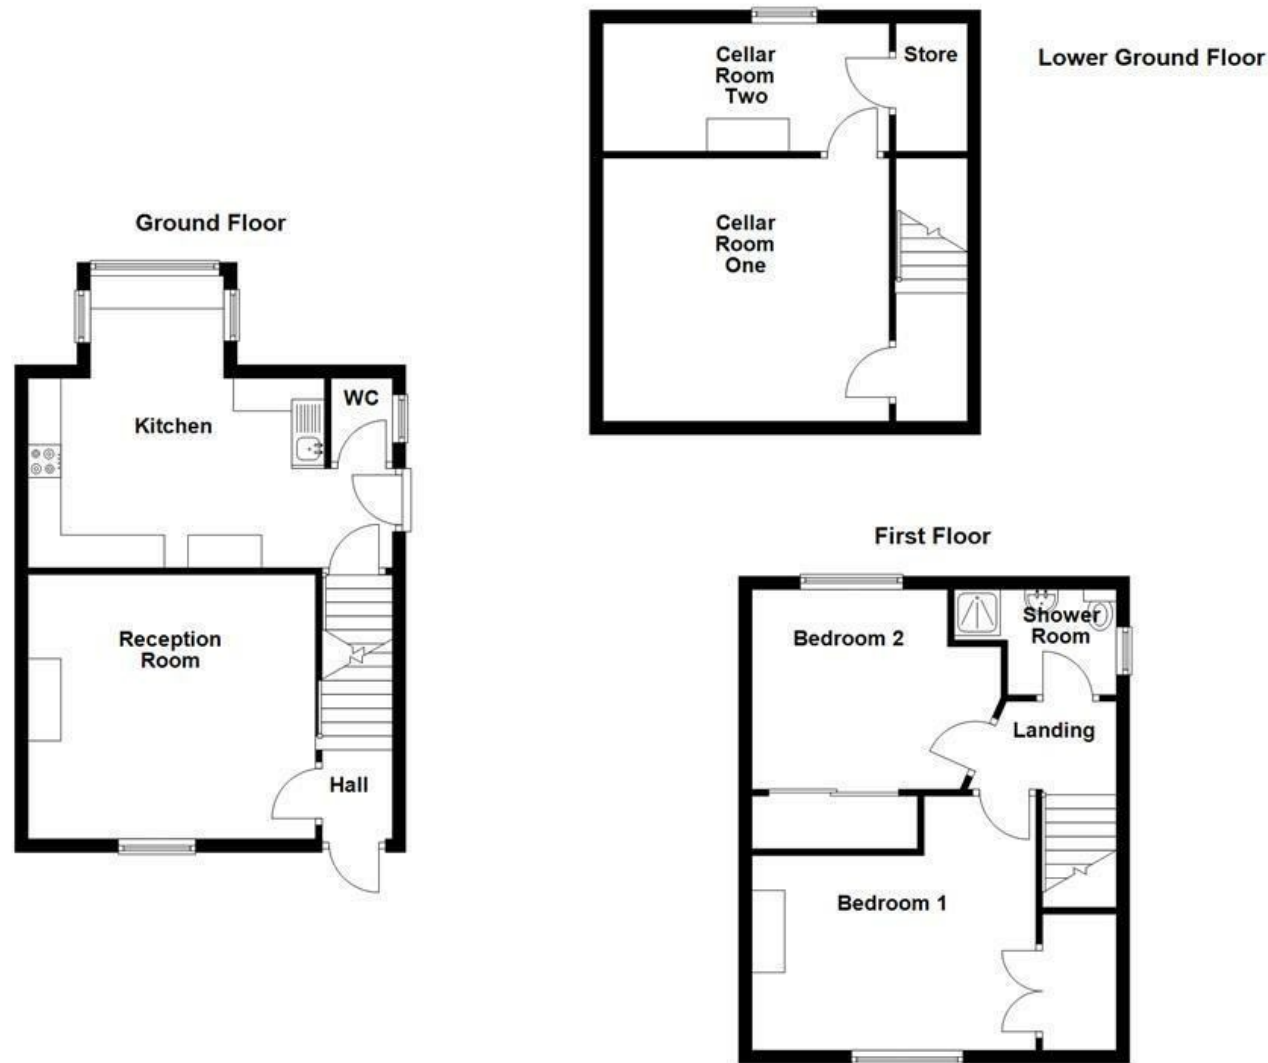 Lower Ground Floor
Cellar
Room
Two
Store
Cellar
Room
One
Ground Floor
WC
Kitchen
Reception
Room
Hall
First Floor
Bedroom 2
Shower
Room
Landing
Bedroom 1